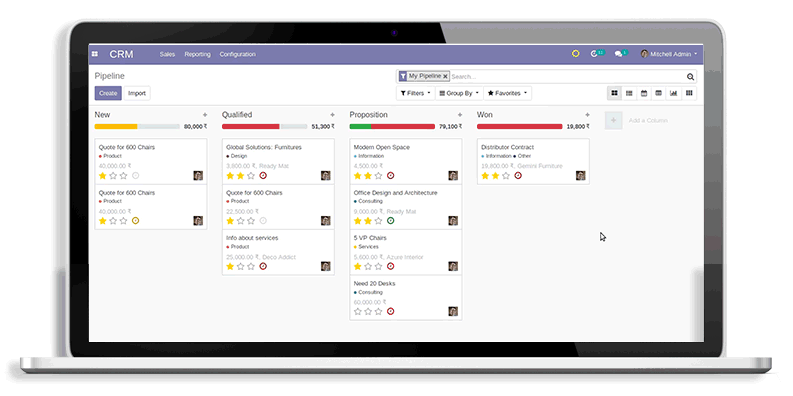 CRM Sales Reporting Configuration Mitchell Admin
Pipeline
My Pipeline Search...
Create Import
Filters Group By Favorites
New + 80,000 ₹
Quote for 600 Chairs
Product
40,000.00 ₹
Quote for 600 Chairs
Product
40,000.00 ₹
Qualified + 51,300 ₹
Global Solutions: Furnitures
Design
3,800.00 ₹, Ready Mat
Quote for 600 Chairs
Product
22,500.00 ₹
Info about services
Product
25,000.00 ₹, Deco Addict
Proposition + 79,100 ₹
Modern Open Space
Information
4,500.00 ₹
Office Design and Architecture
Consulting
9,000.00 ₹, Ready Mat
5 VP Chairs
Services
5,600.00 ₹, Azure Interior
Need 20 Desks
Consulting
60,000.00 ₹
Won + 19,800 ₹
Distributor Contract
Information Other
19,800.00 ₹, Gemini Furniture
+ Add a Column